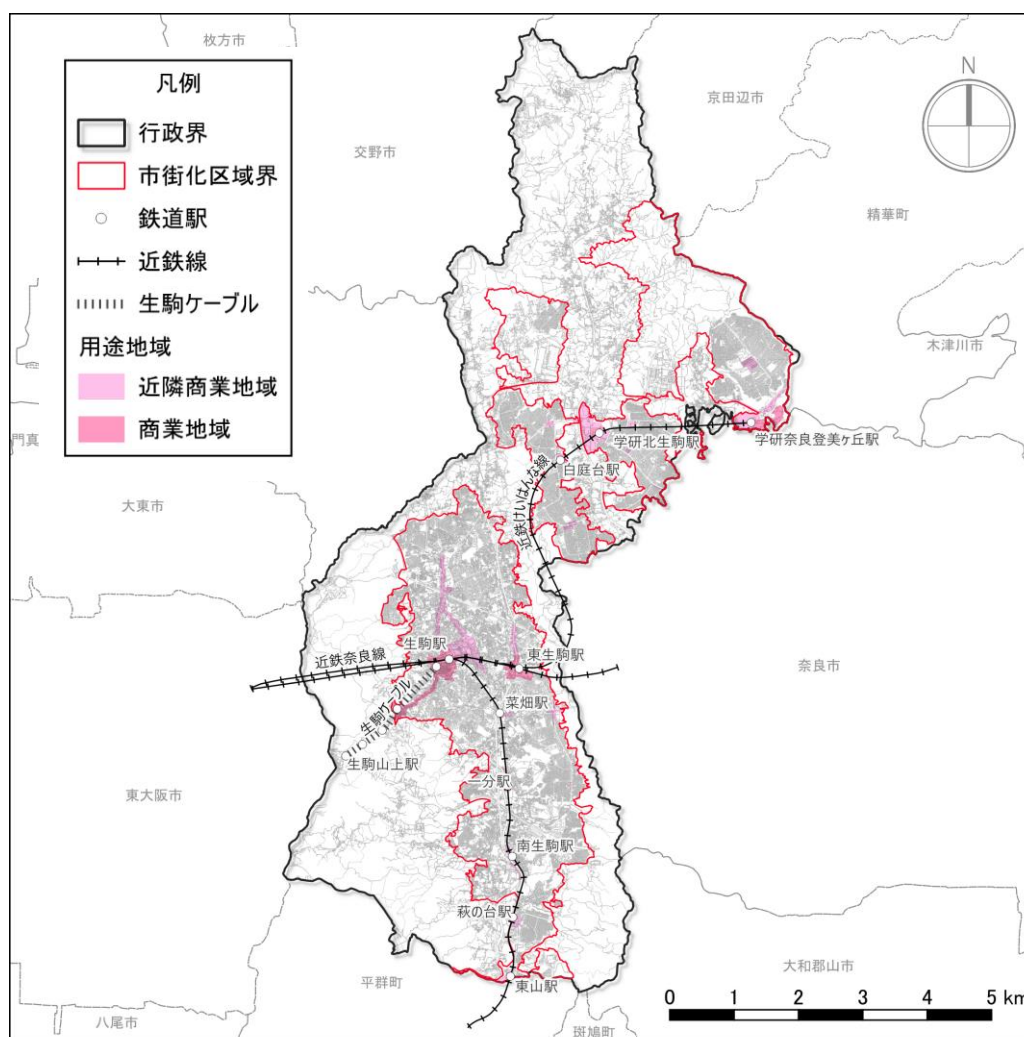 枚方市
凡例
行政界
市街化区域界
鉄道駅
近鉄線
生駒ケーブル
用途地域
近隣商業地域
商業地域
交野市
京田辺市
N
精華町
木津川市
門真
大東市
学研北生駒駅
学研奈良登美ヶ丘駅
白庭台駅
近鉄けいはんな線
生駒駅
近鉄奈良線
東生駒駅
奈良市
生駒ケーブル
菜畑駅
生駒山上駅
東大阪市
一分駅
南生駒駅
萩の台駅
平群町
東山駅
大和郡山市
八尾市
斑鳩町
0 1 2 3 4 5 km